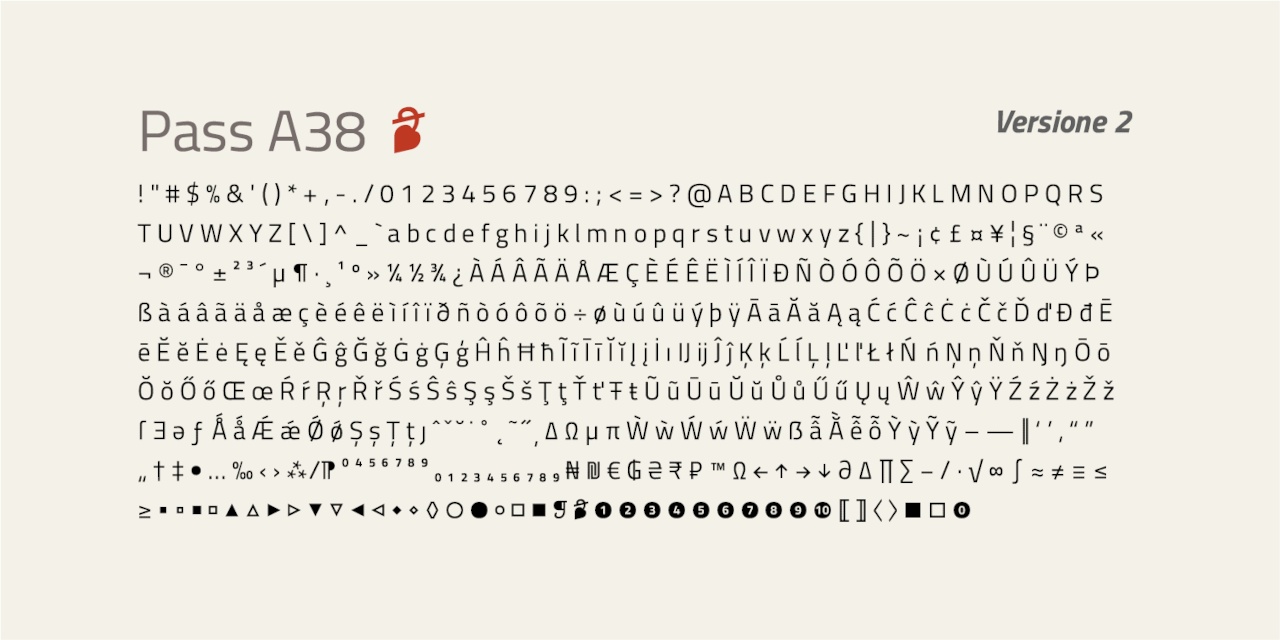 Pass A38 ❦
Versione 2
! " # $ % & ' ( ) * + , - . / 0 1 2 3 4 5 6 7 8 9 : ; < = > ? @ A B C D E F G H I J K L M N O P Q R S
T U V W X Y Z [ \ ] ^ _ ` a b c d e f g h i j k l m n o p q r s t u v w x y z { | } ~ ¡ ¢ £ ¤ ¥ ¦ § ¨ © ª «
¬ ® ¯ ° ± ² ³ ´ µ ¶ · ¸ ¹ º » ¼ ½ ¾ ¿ À Á Â Ã Ä Å Æ Ç È É Ê Ë Ì Í Î Ï Ð Ñ Ò Ó Ô Õ Ö × Ø Ù Ú Û Ü Ý Þ
ß à á â ã ä å æ ç è é ê ë ì í î ï ð ñ ò ó ô õ ö ÷ ø ù ú û ü ý þ ÿ Ā ā Ă ă Ą ą Ć ć Ĉ ĉ Ċ ċ Č č Ď ď Đ đ Ē
ē Ĕ ĕ Ė ė Ę ę Ě ě Ĝ ĝ Ğ ğ Ġ ġ Ģ ģ Ĥ ĥ Ħ ħ Ĩ ĩ Ī ī Ĭ ĭ Į į İ ı Ĳ ĳ Ĵ ĵ Ķ ķ Ĺ ĺ Ļ ļ Ľ ľ Ł ł Ń ń Ņ ņ Ň ň Ŋ ŋ Ō ō
Ŏ ŏ Ő ő Œ œ Ŕ ŕ Ŗ ŗ Ř ř Ś ś Ŝ ŝ Ş ş Š š Ţ ţ Ť ť Ŧ ŧ Ũ ũ Ū ū Ŭ ŭ Ů ů Ű ű Ų ų Ŵ ŵ Ŷ ŷ Ÿ Ź ź Ż ż Ž ž
ſ Ǝ ə ƒ Ǻ ǻ Ǽ ǽ Ǿ ǿ Ș ș Ț ț ȷ ˆ ˇ ˘ ˙ ˚ ˛ ˜ ˝ ̦ Δ Ω μ π Ẁ ẁ Ẃ ẃ Ẅ ẅ ẞ ẫ Ằ ễ ỗ Ỳ ỳ Ỹ ỹ – — ‖ ‘ ’ ‚ “ ”
„ † ‡ • … ‰ ‹ › ⁂ ⁄ ⁋ ⁰ ⁴ ⁵ ⁶ ⁷ ⁸ ⁹ ₀ ₁ ₂ ₃ ₄ ₅ ₆ ₇ ₈ ₉ ₦ ₪ € ₲ ₴ ₹ ₽ ™ Ω ← ↑ → ↓ ∂ ∆ ∏ ∑ − ∕ ∙ √ ∞ ∫ ≈ ≠ ≡ ≤
≥ ▪ ▫ ■ □ ▲ △ ▶ ▷ ▼ ▽ ◀ ◁ ◆ ◇ ◊ ○ ● ◦ ◻ ◼ ❡ ❦ ❶ ❷ ❸ ❹ ❺ ❻ ❼ ❽ ❾ ❿ ⟦ ⟧ ⟨ ⟩ ⬛ ⬜ ⓿